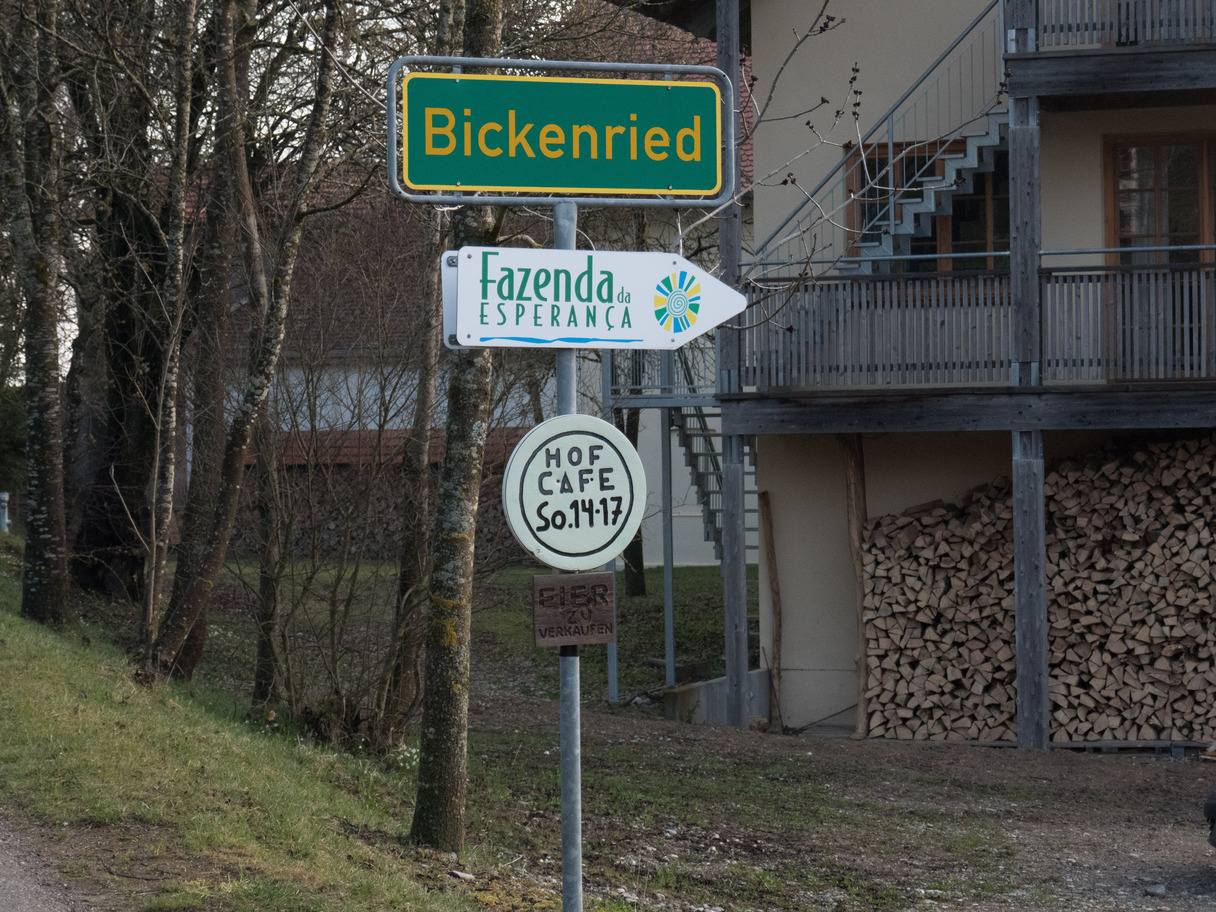 Bickenried
Fazenda da
ESPERANÇA
HOF
CAFE
So.14-17
EIER
ZU
VERKAUFEN